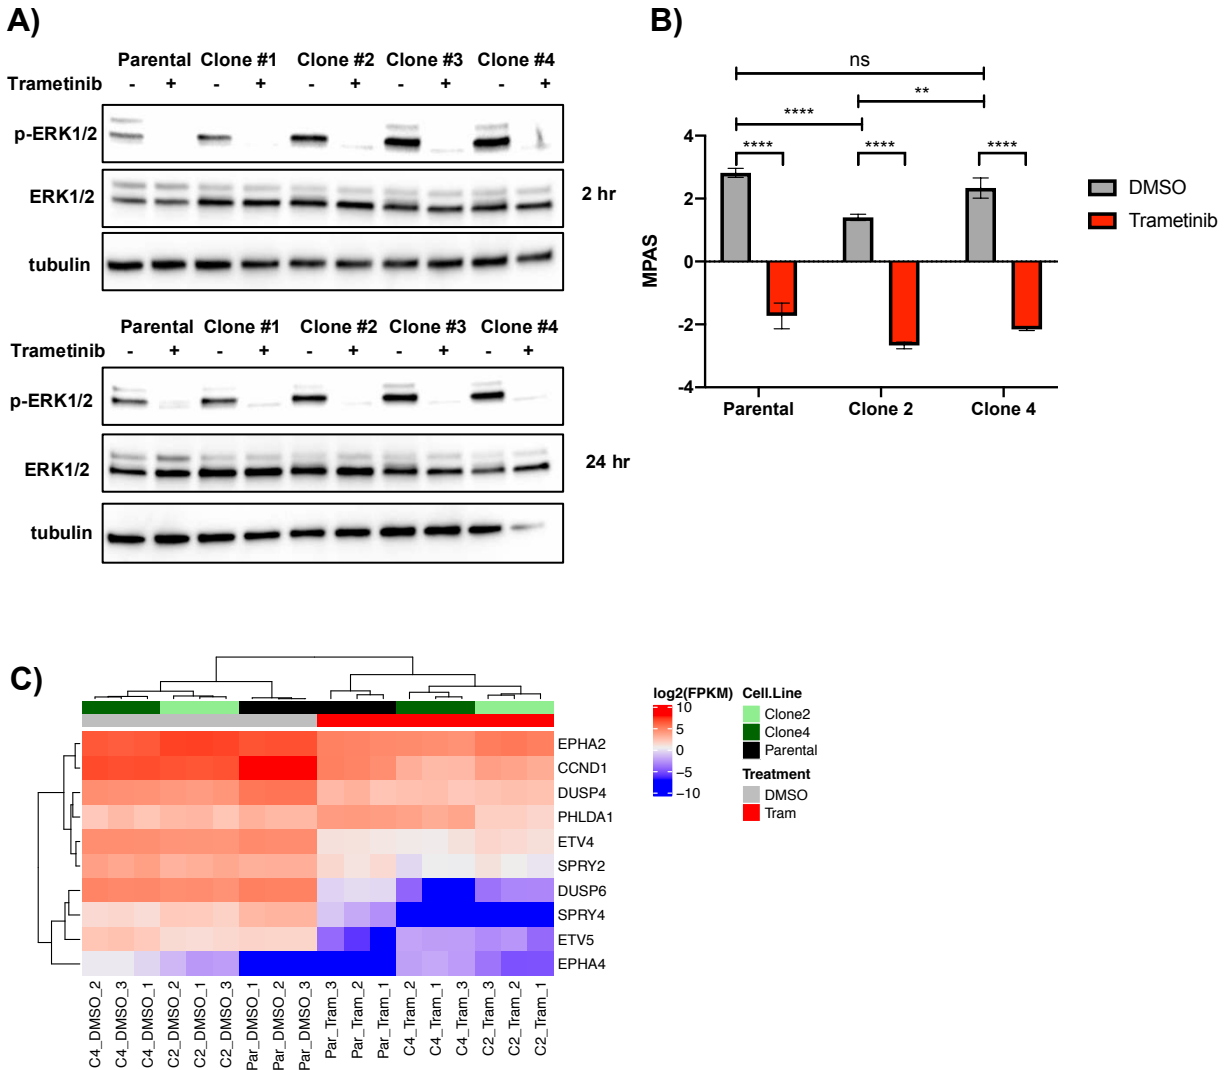 A)
Parental Clone #1 Clone #2 Clone #3 Clone #4
Trametinib - + - + - + - + - +
p-ERK1/2
ERK1/2
2 hr
tubulin
Parental Clone #1 Clone #2 Clone #3 Clone #4
Trametinib - + - + - + - + - +
p-ERK1/2
ERK1/2
24 hr
tubulin
B)
ns
**
****
**** **** ****
4
2
0
-2
-4
MPAS
Parental Clone 2 Clone 4
DMSO
Trametinib
C)
EPHA2
CCND1
DUSP4
PHLDA1
ETV4
SPRY2
DUSP6
SPRY4
ETV5
EPHA4
C4_DMSO_2
C4_DMSO_3
C4_DMSO_1
C2_DMSO_2
C2_DMSO_1
C2_DMSO_3
Par_DMSO_1
Par_DMSO_2
Par_DMSO_3
Par_Tram_3
Par_Tram_2
Par_Tram_1
C4_Tram_2
C4_Tram_1
C4_Tram_3
C2_Tram_3
C2_Tram_2
C2_Tram_1
log2(FPKM)
10
5
0
−5
−10
Cell.Line
Clone2
Clone4
Parental
Treatment
DMSO
Tram